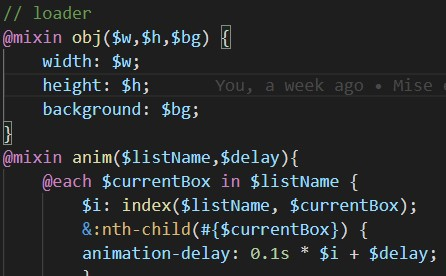 // loader
@mixin obj($w,$h,$bg) {
    width: $w;
    height: $h;        You, a week ago • Mise
    background: $bg;
}
@mixin anim($listName,$delay){
    @each $currentBox in $listName {
        $i: index($listName, $currentBox);
        &:nth-child(#{$currentBox}) {
        animation-delay: 0.1s * $i + $delay;
        }